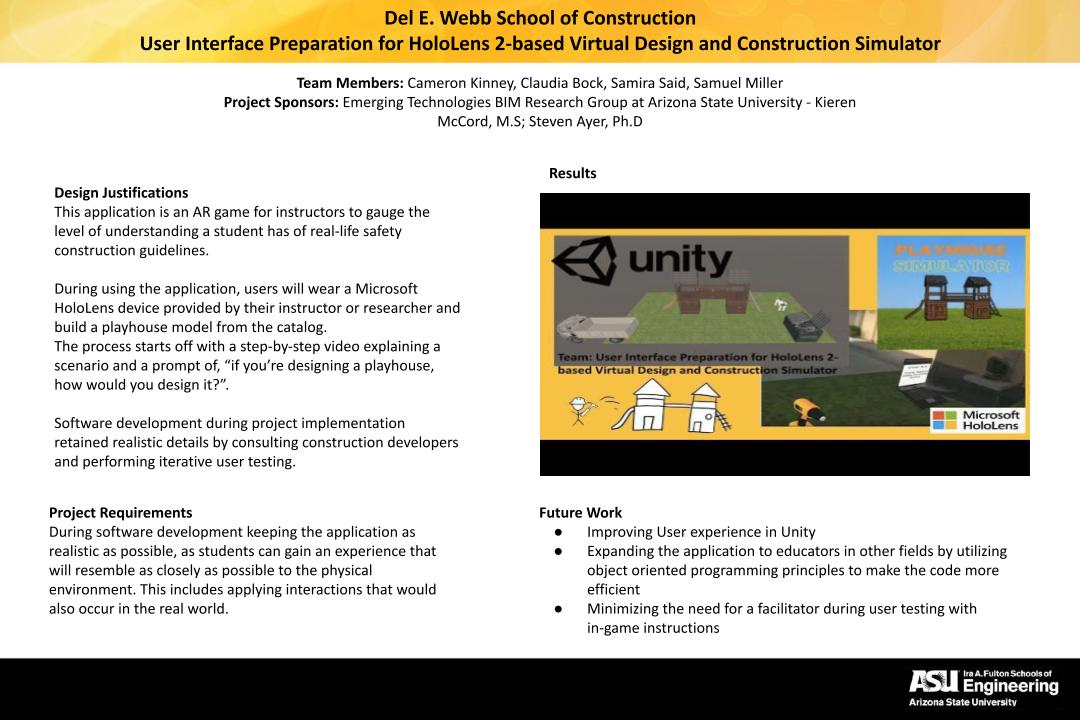 Del E. Webb School of Construction
User Interface Preparation for HoloLens 2-based Virtual Design and Construction Simulator
Team Members: Cameron Kinney, Claudia Bock, Samira Said, Samuel Miller
Project Sponsors: Emerging Technologies BIM Research Group at Arizona State University - Kieren
McCord, M.S; Steven Ayer, Ph.D
Design Justifications
This application is an AR game for instructors to gauge the
level of understanding a student has of real-life safety
construction guidelines.
During using the application, users will wear a Microsoft
HoloLens device provided by their instructor or researcher and
build a playhouse model from the catalog.
The process starts off with a step-by-step video explaining a
scenario and a prompt of, “if you’re designing a playhouse,
how would you design it?”.
Software development during project implementation
retained realistic details by consulting construction developers
and performing iterative user testing.
Project Requirements
During software development keeping the application as
realistic as possible, as students can gain an experience that
will resemble as closely as possible to the physical
environment. This includes applying interactions that would
also occur in the real world.
Results
unity
PLAYHOUSE
SIMULATOR
Team: User Interface Preparation for HoloLens 2-
based Virtual Design and Construction Simulator
Microsoft
HoloLens
Future Work
● Improving User experience in Unity
● Expanding the application to educators in other fields by utilizing
object oriented programming principles to make the code more
efficient
● Minimizing the need for a facilitator during user testing with
in-game instructions
ASU Ira A. Fulton Schools of
Engineering
Arizona State University